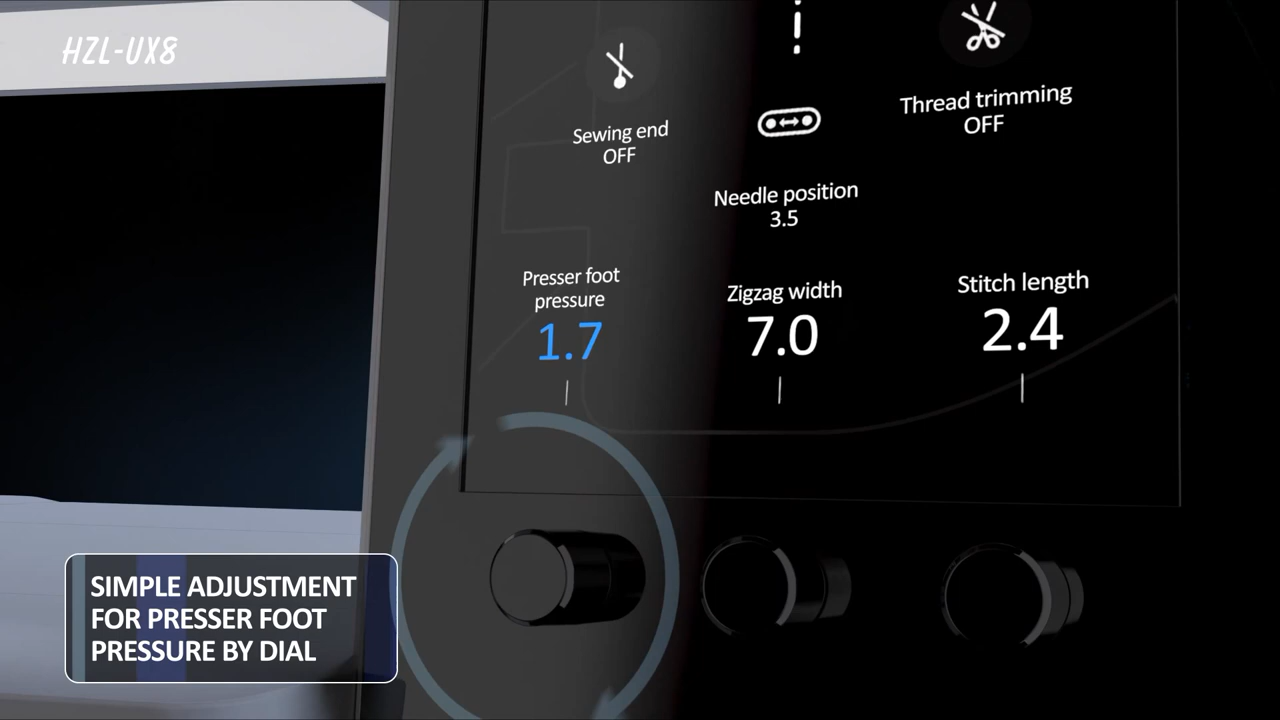 HZL-UX8
Sewing end
OFF
Thread trimming
OFF
Needle position
3.5
Presser foot
pressure
1.7
Zigzag width
7.0
Stitch length
2.4
SIMPLE ADJUSTMENT
FOR PRESSER FOOT
PRESSURE BY DIAL